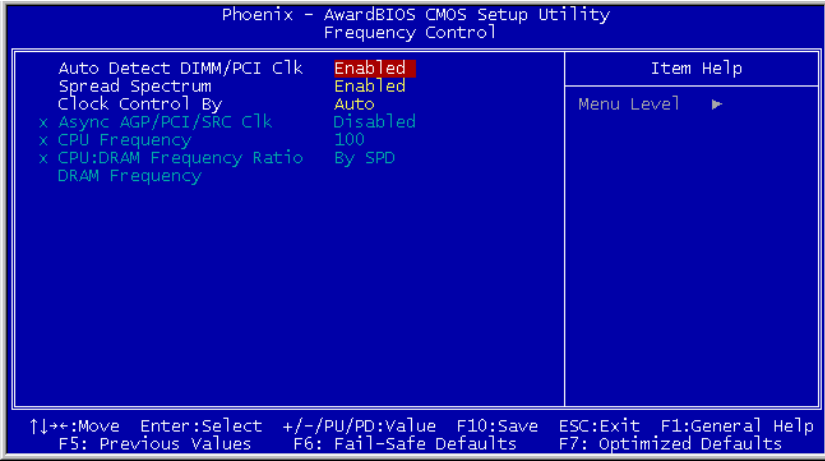 Phoenix - AwardBIOS CMOS Setup Utility
Frequency Control
Auto Detect DIMM/PCI Clk Enabled
Spread Spectrum Enabled
Clock Control By Auto
x Async AGP/PCI/SRC Clk Disabled
x CPU Frequency 100
x CPU:DRAM Frequency Ratio By SPD
DRAM Frequency
Item Help
Menu Level ►
↑↓→←:Move Enter:Select +/-/PU/PD:Value F10:Save ESC:Exit F1:General Help
F5: Previous Values F6: Fail-Safe Defaults F7: Optimized Defaults